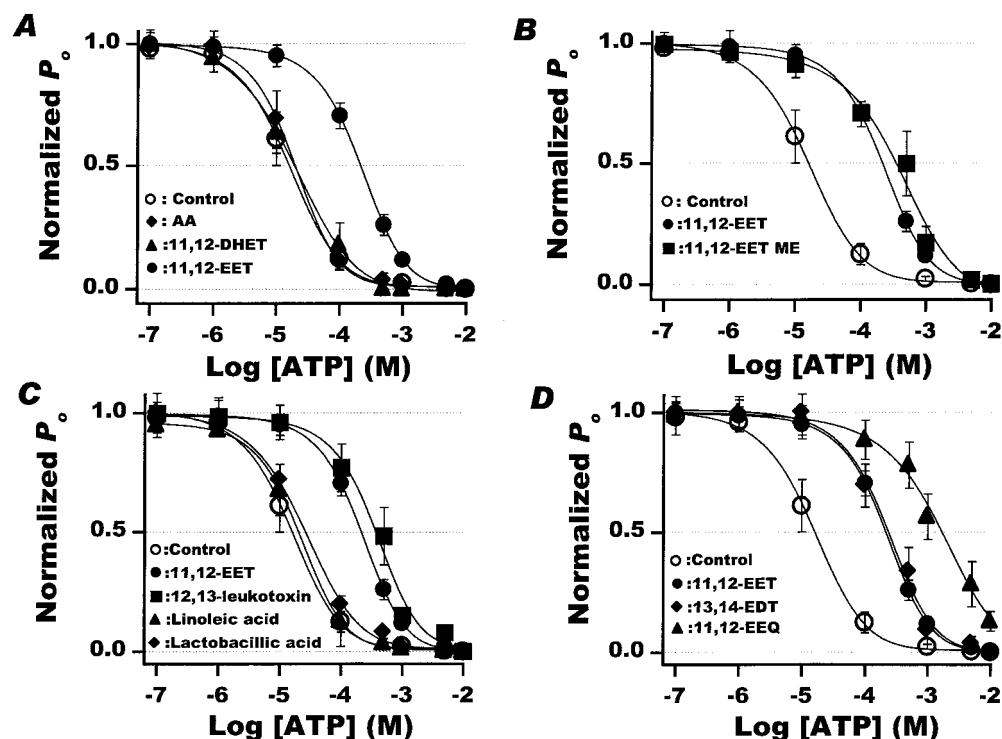 A
Normalized Po
1.0
0.5
0.0
: Control
: AA
:11,12-DHET
:11,12-EET
-7 -6 -5 -4 -3 -2
Log [ATP] (M)
B
Normalized Po
1.0
0.5
0.0
: Control
:11,12-EET
:11,12-EET ME
-7 -6 -5 -4 -3 -2
Log [ATP] (M)
C
Normalized Po
1.0
0.5
0.0
:Control
:11,12-EET
:12,13-leukotoxin
:Linoleic acid
:Lactobacillic acid
-7 -6 -5 -4 -3 -2
Log [ATP] (M)
D
Normalized Po
1.0
0.5
0.0
:Control
:11,12-EET
:13,14-EDT
:11,12-EEQ
-7 -6 -5 -4 -3 -2
Log [ATP] (M)